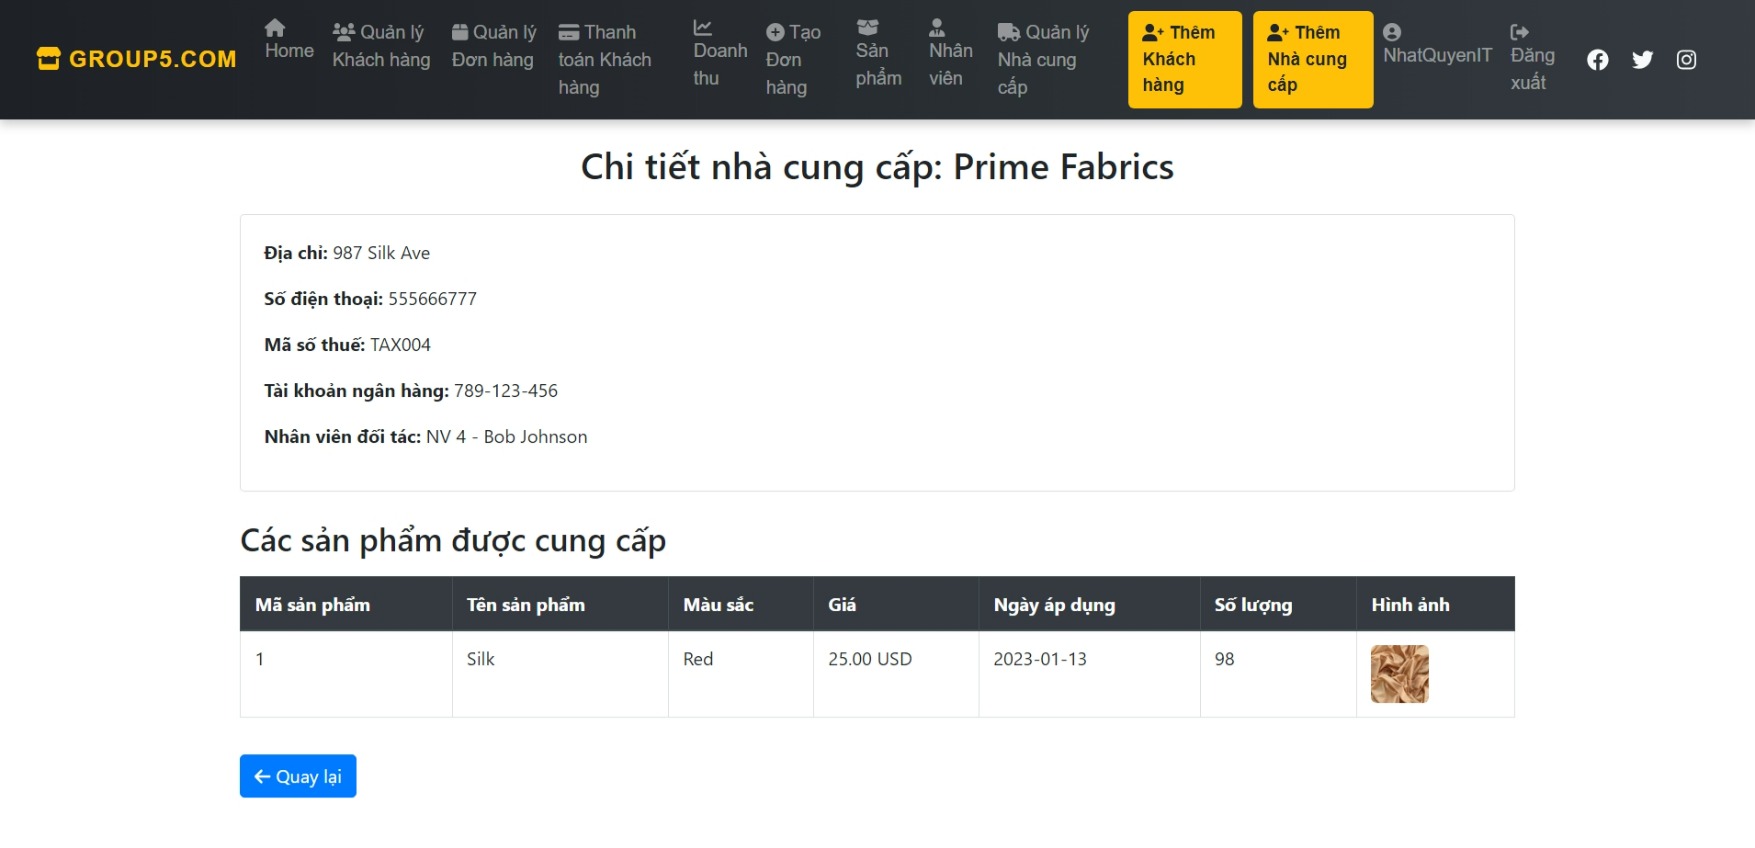 GROUP5.COM
Home
Quản lý
Khách hàng
Quản lý
Đơn hàng
Thanh
toán Khách
hàng
Doanh
thu
Tạo
Đơn
hàng
Sản
phẩm
Nhân
viên
Quản lý
Nhà cung
cấp
Thêm
Khách
hàng
Thêm
Nhà cung
cấp
NhatQuyenIT
Đăng
xuất
Chi tiết nhà cung cấp: Prime Fabrics
Địa chỉ: 987 Silk Ave
Số điện thoại: 555666777
Mã số thuế: TAX004
Tài khoản ngân hàng: 789-123-456
Nhân viên đối tác: NV 4 - Bob Johnson
Các sản phẩm được cung cấp
Mã sản phẩm Tên sản phẩm Màu sắc Giá Ngày áp dụng Số lượng Hình ảnh
1 Silk Red 25.00 USD 2023-01-13 98
Quay lại